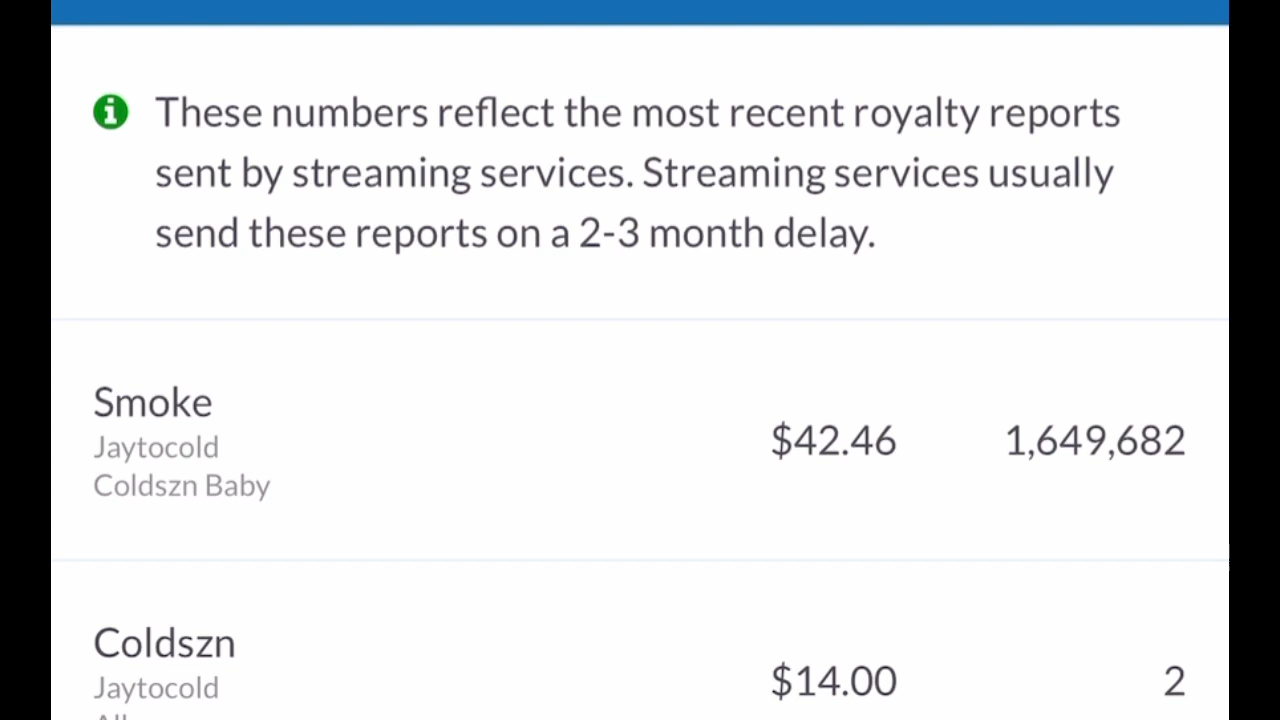 These numbers reflect the most recent royalty reports
sent by streaming services. Streaming services usually
send these reports on a 2-3 month delay.
Smoke
Jaytocold
Coldszn Baby
$42.46 1,649,682
Coldszn
Jaytocold
$14.00 2